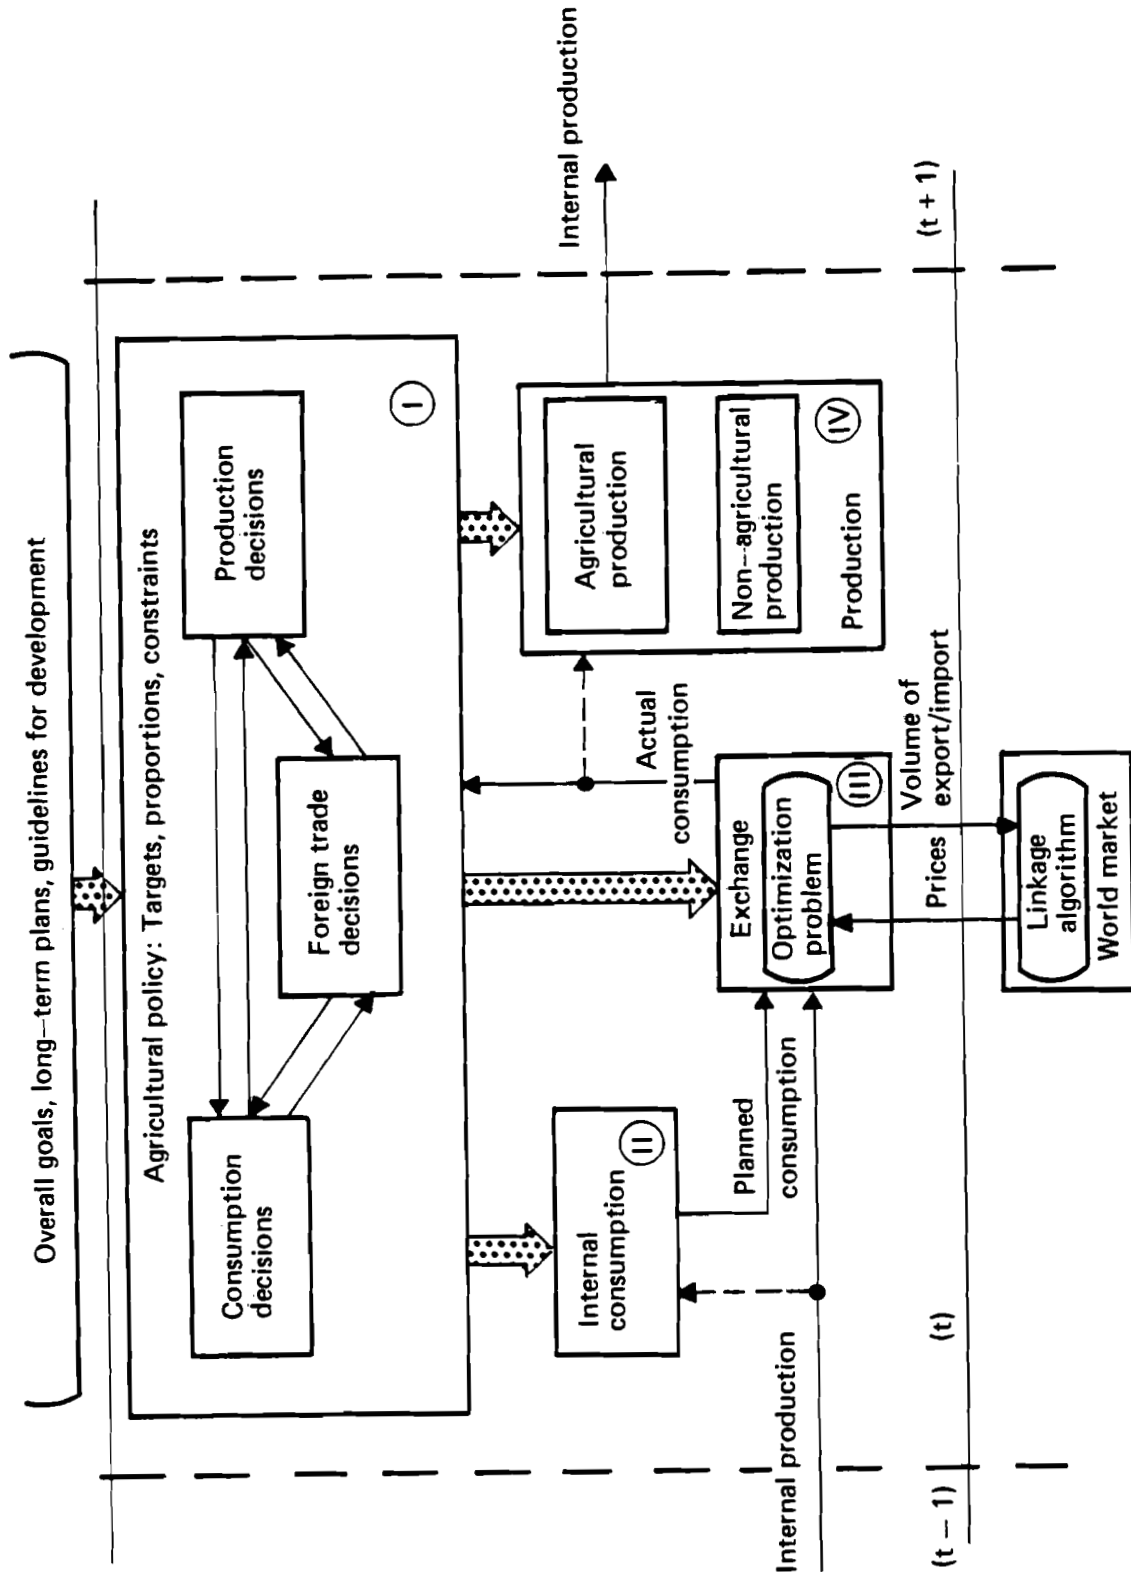 Overall goals, long—term plans, guidelines for development
Agricultural policy: Targets, proportions, constraints
Consumption
decisions
Foreign trade
decisions
Production
decisions
I
Internal
consumption
II
Planned
consumption
Exchange
Optimization
problem
III
Actual
consumption
Agricultural
production
Non—agricultural
production
Production
IV
Internal production
Internal production
Prices
Volume of
export/import
(t — 1)
(t)
(t + 1)
Linkage
algorithm
World market